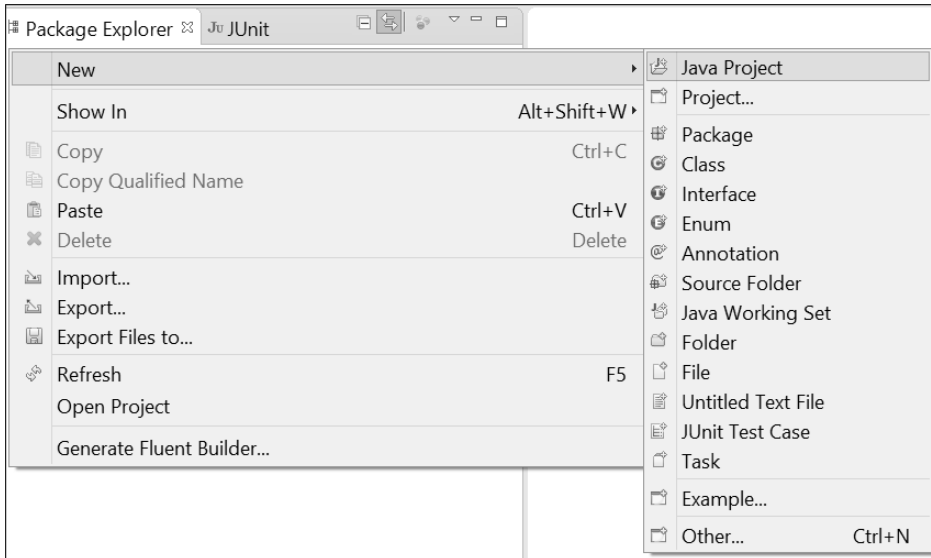 Package Explorer JU JUnit
New
Show In Alt+Shift+W
Copy Ctrl+C
Copy Qualified Name
Paste Ctrl+V
Delete Delete
Import...
Export...
Export Files to...
Refresh F5
Open Project
Generate Fluent Builder...
Java Project
Project...
Package
Class
Interface
Enum
Annotation
Source Folder
Java Working Set
Folder
File
Untitled Text File
JUnit Test Case
Task
Example...
Other... Ctrl+N